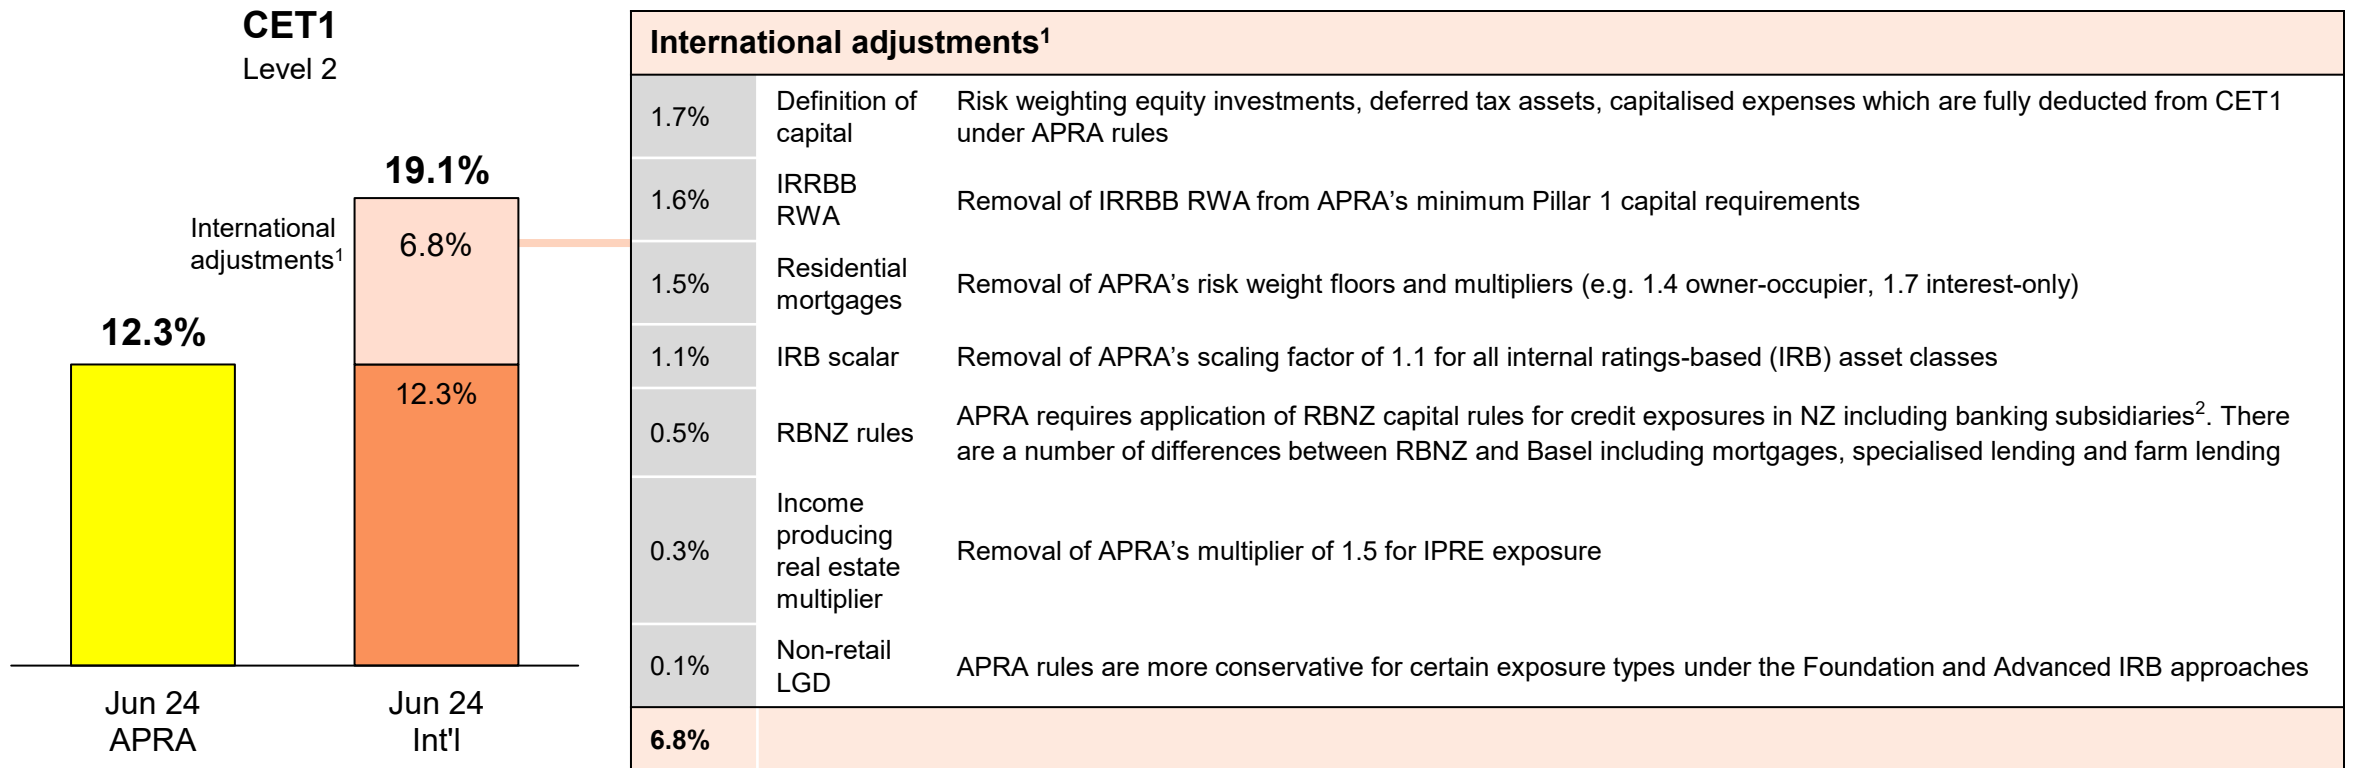 CET1
Level 2
19.1%
International
adjustments¹
6.8%
12.3%
12.3%
Jun 24
APRA
Jun 24
Int'l
International adjustments¹
1.7%
Definition of
capital
Risk weighting equity investments, deferred tax assets, capitalised expenses which are fully deducted from CET1
under APRA rules
1.6%
IRRBB
RWA
Removal of IRRBB RWA from APRA’s minimum Pillar 1 capital requirements
1.5%
Residential
mortgages
Removal of APRA’s risk weight floors and multipliers (e.g. 1.4 owner-occupier, 1.7 interest-only)
1.1%
IRB scalar
Removal of APRA’s scaling factor of 1.1 for all internal ratings-based (IRB) asset classes
0.5%
RBNZ rules
APRA requires application of RBNZ capital rules for credit exposures in NZ including banking subsidiaries². There
are a number of differences between RBNZ and Basel including mortgages, specialised lending and farm lending
0.3%
Income
producing
real estate
multiplier
Removal of APRA’s multiplier of 1.5 for IPRE exposure
0.1%
Non-retail
LGD
APRA rules are more conservative for certain exposure types under the Foundation and Advanced IRB approaches
6.8%